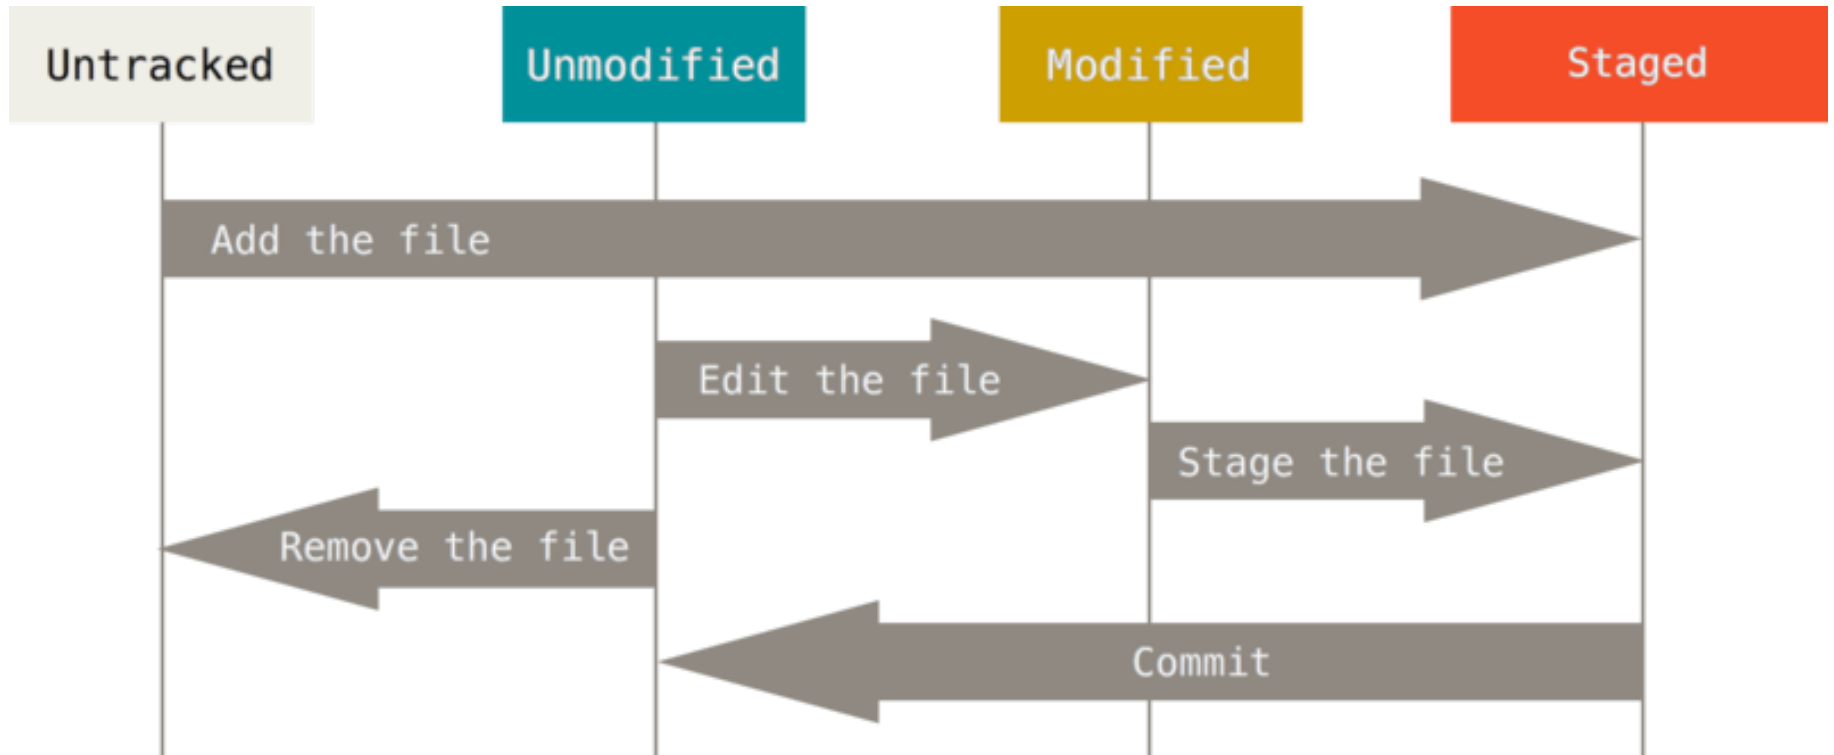 Untracked
Unmodified
Modified
Staged
Add the file
Edit the file
Stage the file
Remove the file
Commit